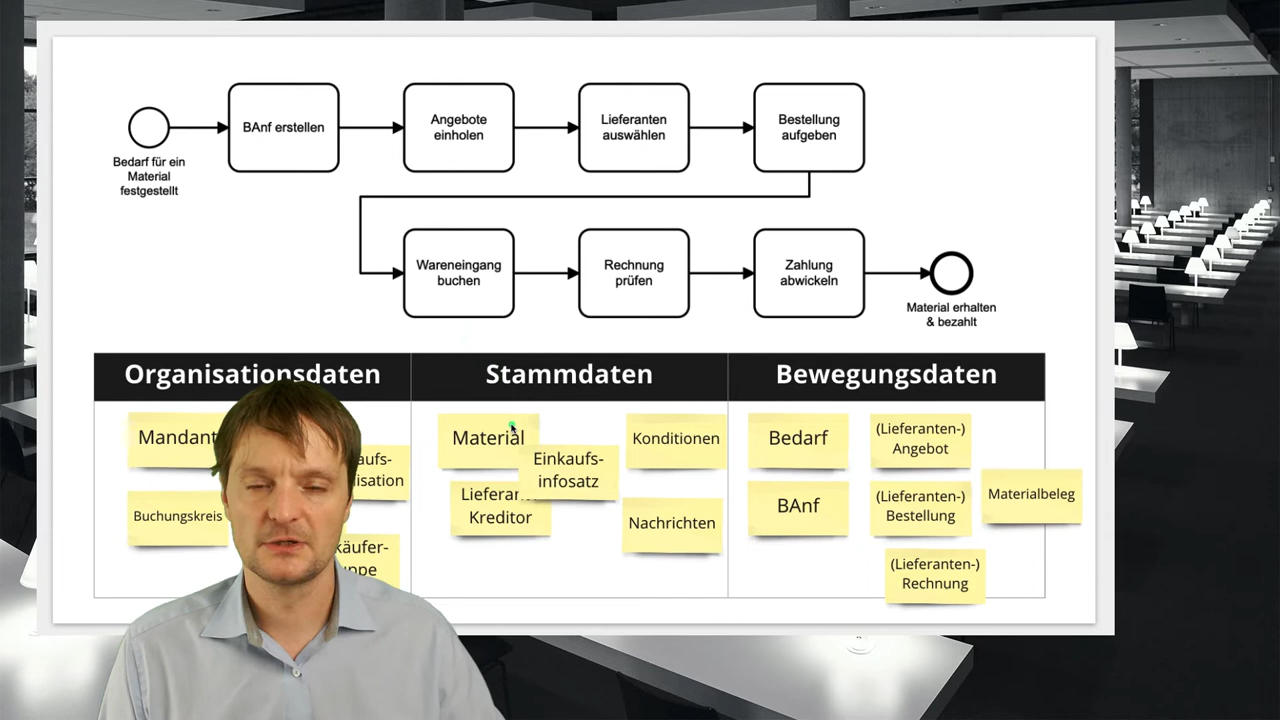 BAnf erstellen
Angebote
einholen
Lieferanten
auswählen
Bestellung
aufgeben
Bedarf für ein
Material
festgestellt
Wareneingang
buchen
Rechnung
prüfen
Zahlung
abwickeln
Material erhalten
& bezahlt
Organisationsdaten
Stammdaten
Bewegungsdaten
Mandant
Buchungskreis
Material
Einkaufs-
infosatz
Kreditor
Konditionen
Nachrichten
Bedarf
BAnf
(Lieferanten-)
Angebot
(Lieferanten-)
Bestellung
(Lieferanten-)
Rechnung
Materialbeleg